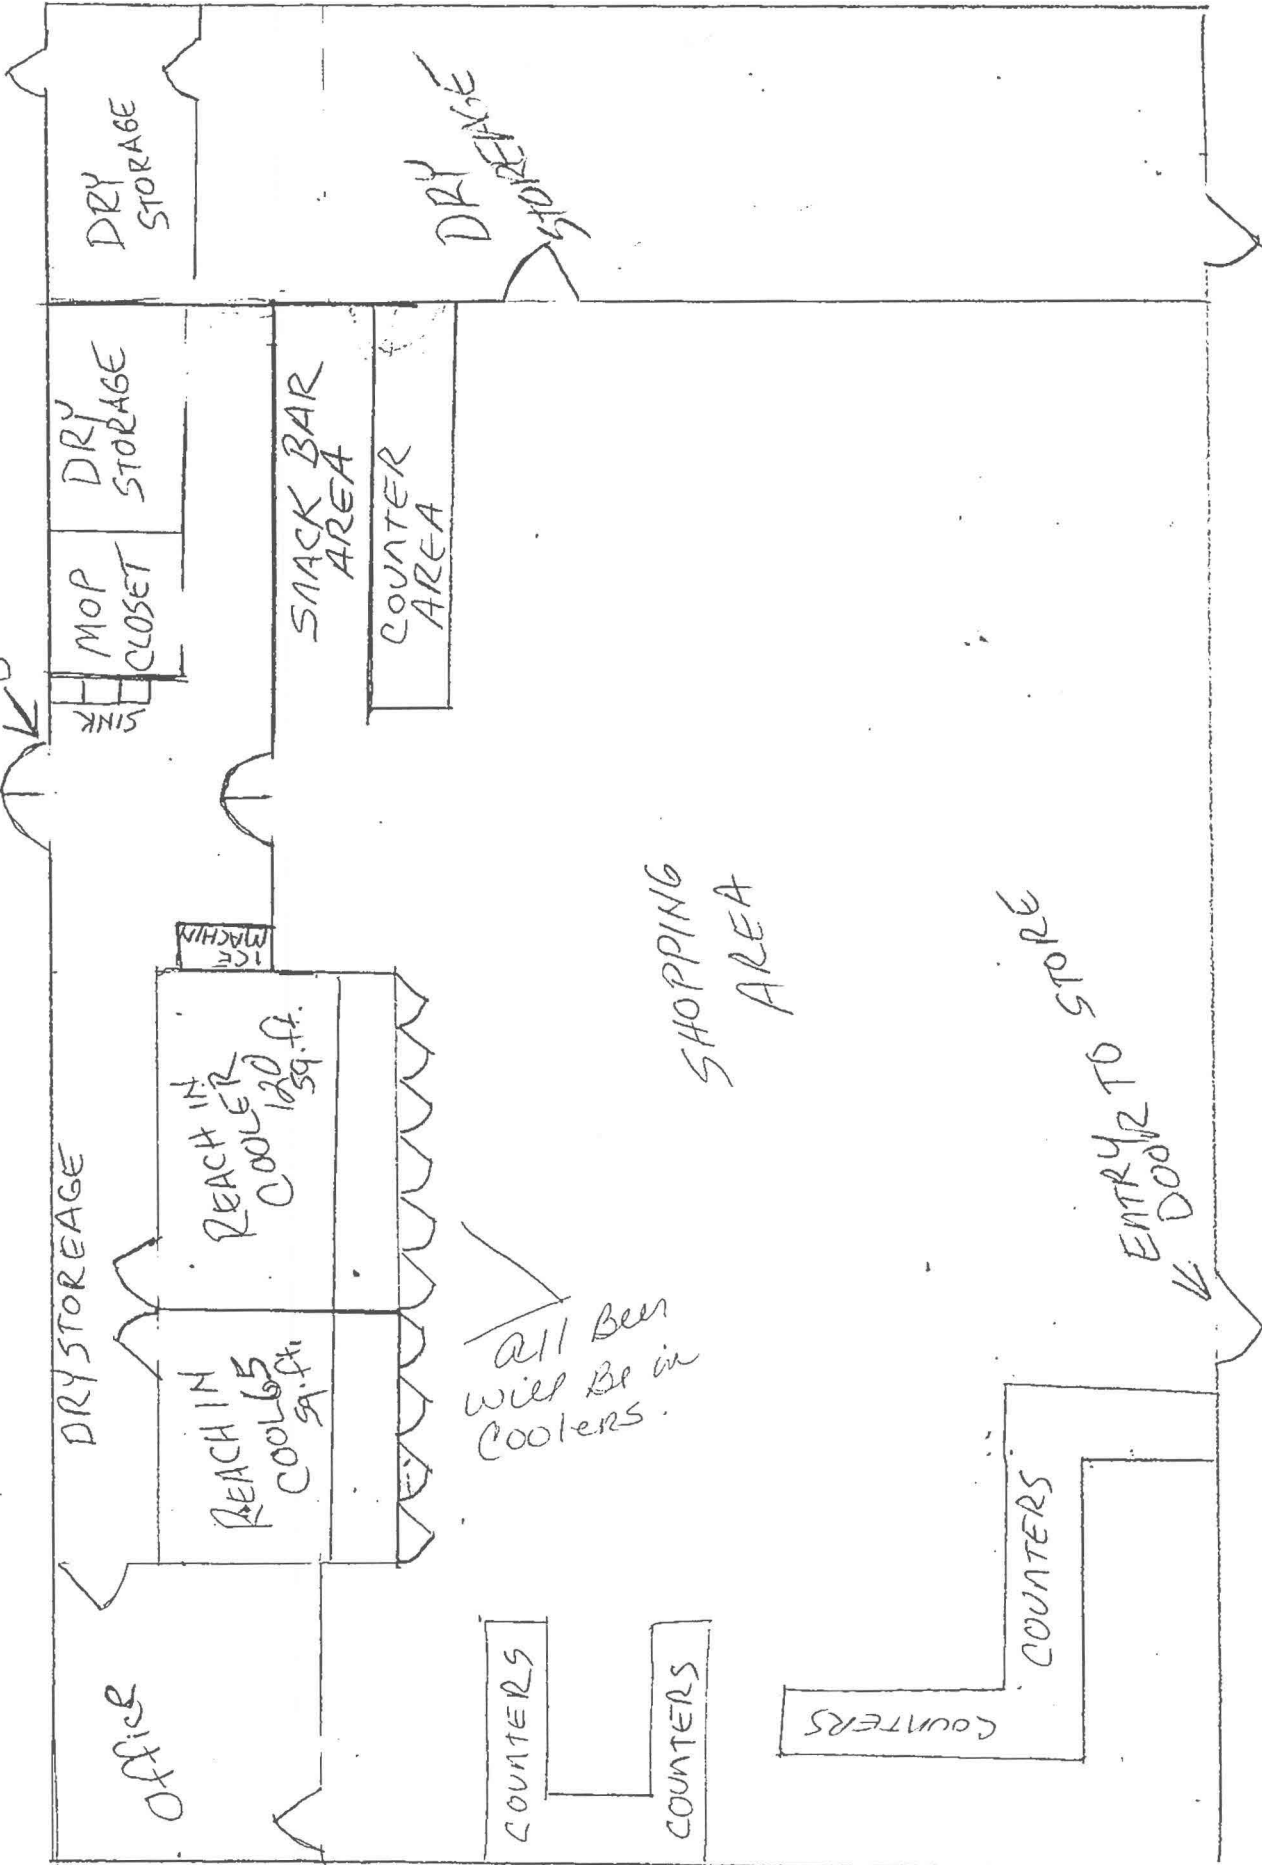 Office
DRY STOREAGE
SINK
MOP
CLOSET
DRY
STORAGE
DRY
STORAGE
REACH IN
COOL 65
sq.ft.
REACH IN
COOLER
120
sq.ft.
ICE
MACHIN
SNACK BAR
AREA
COUNTER
AREA
DRY
STOREAGE
All Beer
will Be in
Coolers.
COUNTERS
COUNTERS
SHOPPING
AREA
COUNTERS
COUNTERS
ENTRY TO STORE
DOOR